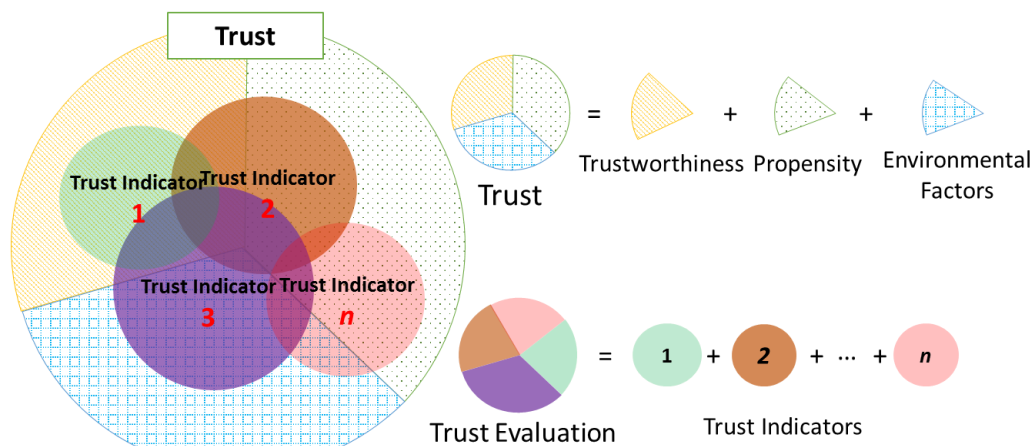 Trust
Trust Indicator
1
Trust Indicator
2
Trust Indicator
3
Trust Indicator
n
=
+
+
Trust
Trustworthiness
Propensity
Environmental
Factors
=
1
+
2
+
...
+
n
Trust Evaluation
Trust Indicators